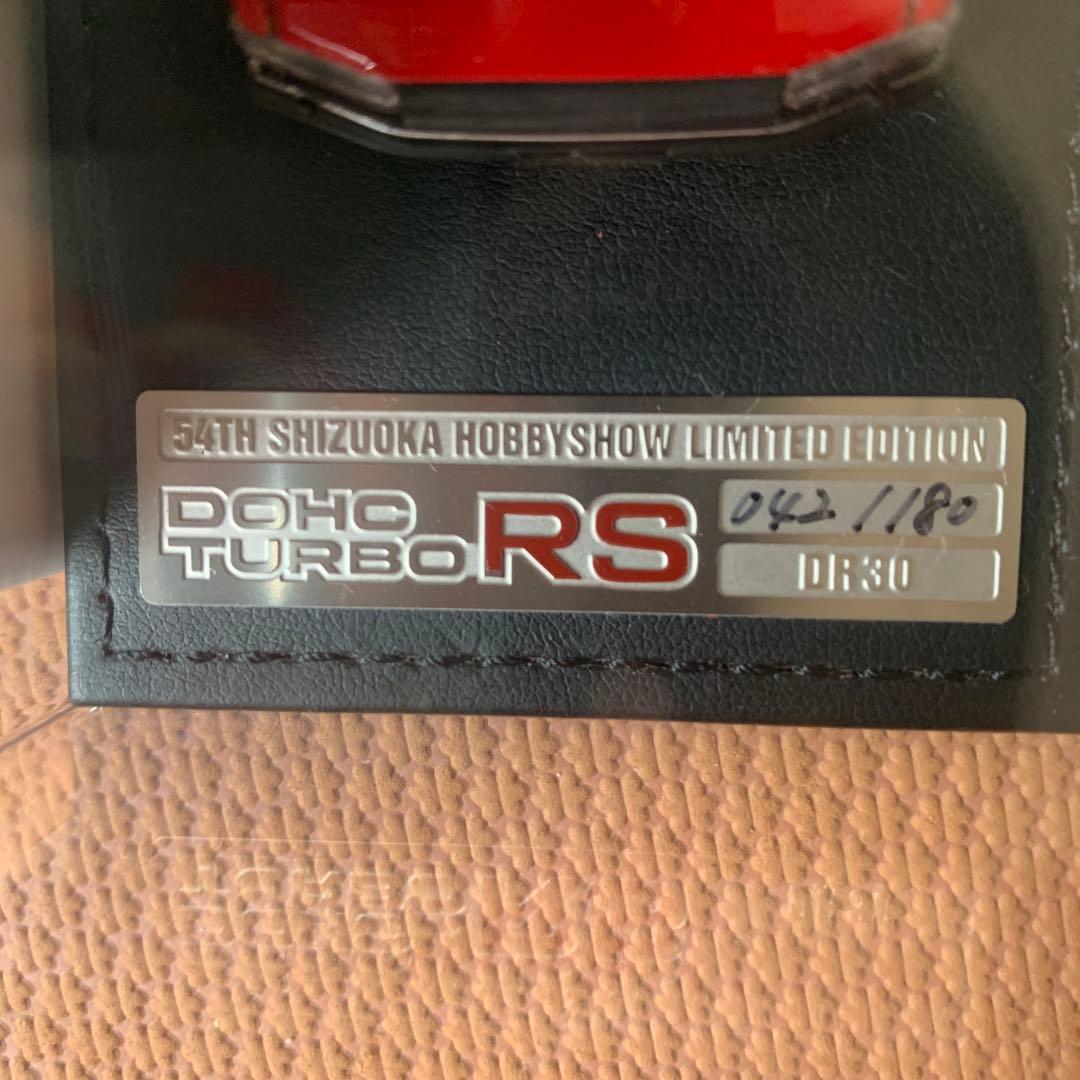 54TH SHIZUOKA HOBBYSHOW LIMITED EDITION
DOHC
TURBO RS
042/180
DR30